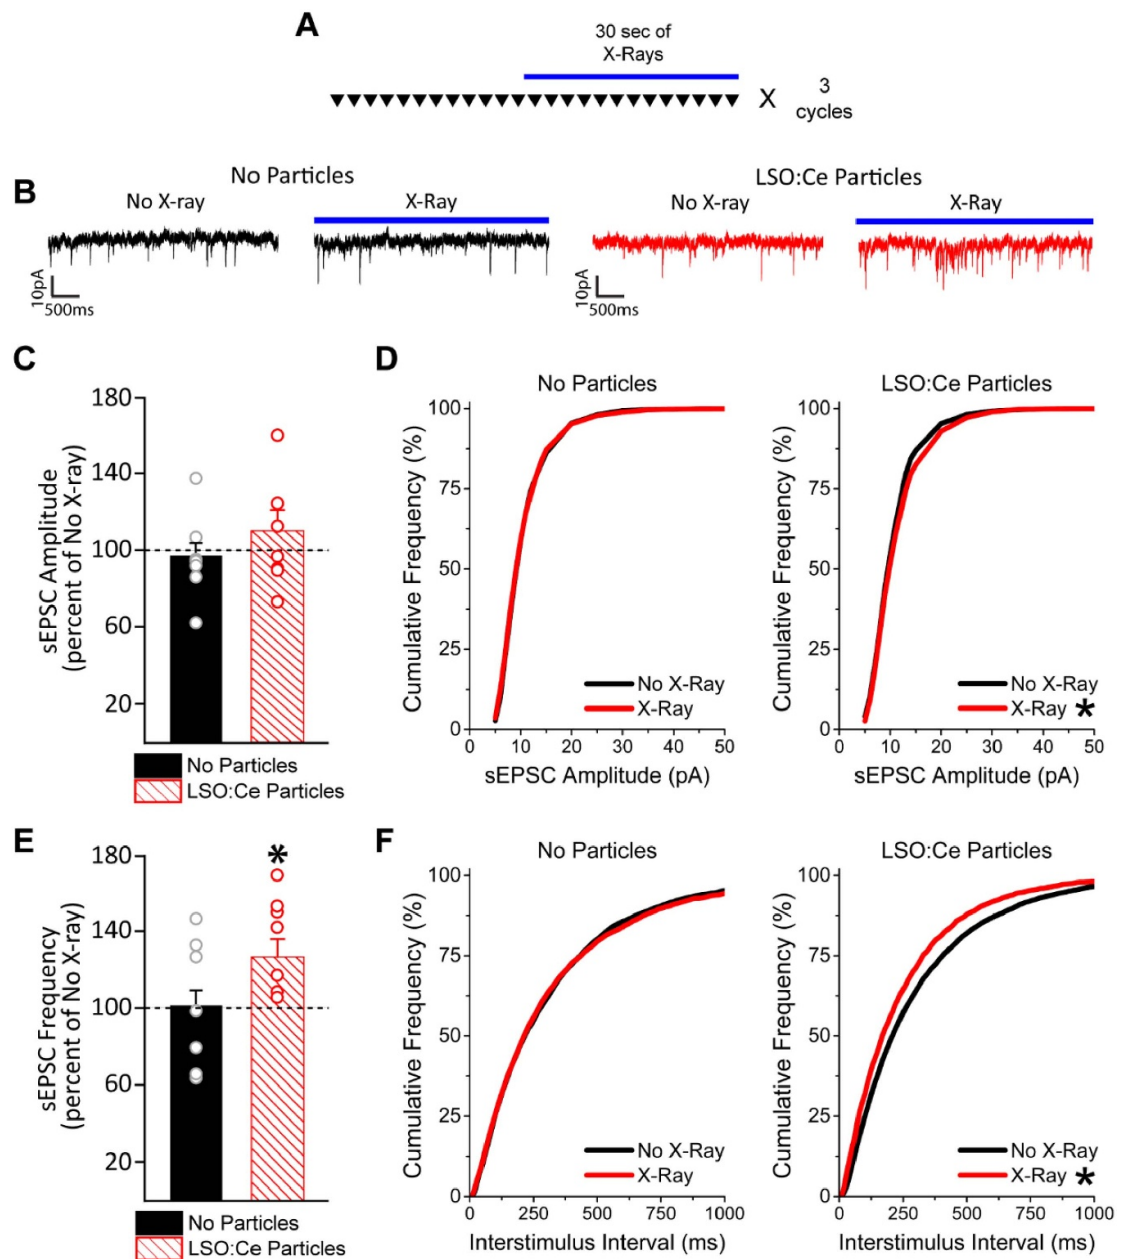 A
30 sec of
X-Rays
X
3
cycles
B
No Particles
No X-ray
X-Ray
LSO:Ce Particles
No X-ray
X-Ray
10pA
500ms
10pA
500ms
C
sEPSC Amplitude
(percent of No X-ray)
180
140
100
60
20
No Particles
LSO:Ce Particles
D
No Particles
Cumulative Frequency (%)
100
75
50
25
0
No X-Ray
X-Ray
0 10 20 30 40 50
sEPSC Amplitude (pA)
LSO:Ce Particles
Cumulative Frequency (%)
100
75
50
25
0
No X-Ray
X-Ray *
0 10 20 30 40 50
sEPSC Amplitude (pA)
E
sEPSC Frequency
(percent of No X-ray)
180
140
100
60
20
*
No Particles
LSO:Ce Particles
F
No Particles
Cumulative Frequency (%)
100
75
50
25
0
No X-Ray
X-Ray
0 250 500 750 1000
Interstimulus Interval (ms)
LSO:Ce Particles
Cumulative Frequency (%)
100
75
50
25
0
No X-Ray
X-Ray *
0 250 500 750 1000
Interstimulus Interval (ms)